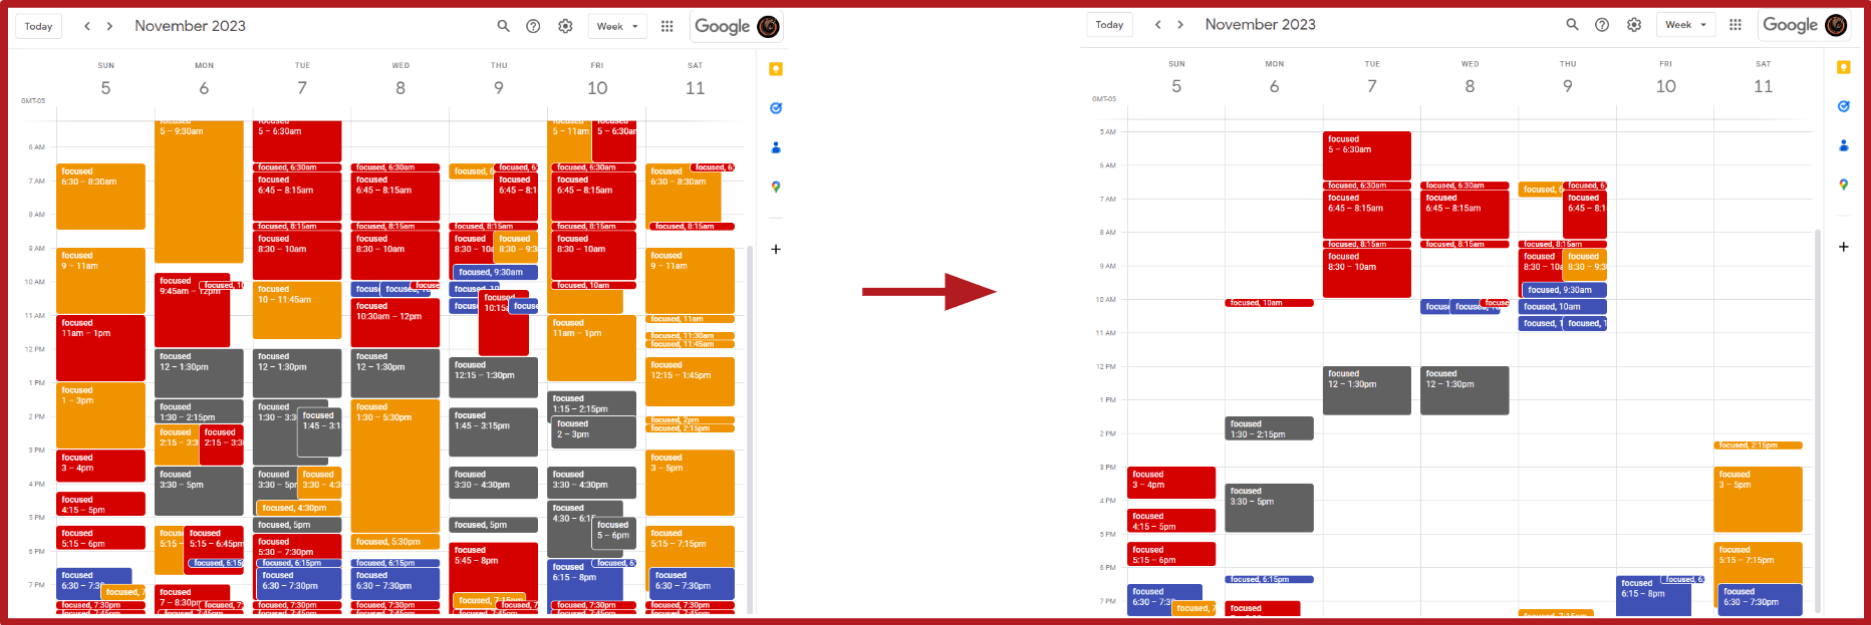 Today
November 2023
Week
Google
SUN
MON
TUE
WED
THU
FRI
SAT
5
6
7
8
9
10
11
GMT-05
6 AM
7 AM
8 AM
9 AM
10 AM
11 AM
12 PM
1 PM
2 PM
3 PM
4 PM
5 PM
6 PM
7 PM
focused
6:30 – 8:30am
focused
9 – 11am
focused
11am – 1pm
focused
1 – 3pm
focused
3 – 4pm
focused
4:15 – 5pm
focused
5:15 – 6pm
focused
6:30 – 7:3
focused, 7
focused, 7:30pm
5 – 9:30am
focused
9:45am – 12pm
focused, 10
focused
12 – 1:30pm
focused
1:30 – 2:15pm
focused
2:15 – 3:3
focused
2:15 – 3:3
focused
3:30 – 5pm
focused
5:15 –
focused
5:15 – 6:45pm
focused, 6:15p
focused
7 – 8:30p
focused, 7:3
5 – 6:30am
focused, 6:30am
focused
6:45 – 8:15am
focused, 8:15am
focused
8:30 – 10am
focused
10 – 11:45am
focused
12 – 1:30pm
focused
1:30 – 3:3
focused
1:45 – 3:1
focused
3:30 – 5pr
focused
3:30 – 4:3
focused, 4:30pm
focused, 5pm
focused
5:30 – 7:30pm
focused, 6:15pm
focused
6:30 – 7:30pm
focused, 7:30pm
focused, 6:30am
focused
6:45 – 8:15am
focused, 8:15am
focused
8:30 – 10am
focused
10:30am – 12pm
focused
12 – 1:30pm
focused
1:30 – 5:30pm
focused, 5:30pm
focused, 6:15pm
focused
6:30 – 7:30pm
focused, 7:30pm
focused, 6
focused
6:45 – 8:1
focused, 8:15am
focused
8:30 – 10a
focused
8:30 – 9:3
focused, 9:30am
focused
10:15a
focused
12:15 – 1:30pm
focused
1:45 – 3:15pm
focused
3:30 – 4:30pm
focused, 5pm
focused
5:45 – 8pm
focused, 7:15pm
focused, 7
5 – 11am
5 – 6:30a
focused, 6:30am
focused
6:45 – 8:15am
focused, 8:15am
focused
8:30 – 10am
focused, 10am
focused
11am – 1pm
focused
1:15 – 2:15pm
focused
2 – 3pm
focused
3:30 – 4:30pm
focused
4:30 – 6:1
focused
5 – 6pm
focused
6:15 – 8pm
focused, 6
focused, 7:30pm
focused
6:30 – 8:30am
focused, 8:15am
focused
9 – 11am
focused, 11am
focused, 11:30am
focused, 11:45am
focused
12:15 – 1:45pm
focused, 2pm
focused, 2:15pm
focused
3 – 5pm
focused
5:15 – 7:15pm
focused
6:30 – 7:30pm
focused, 7:30pm
Today
November 2023
Week
Google
SUN
MON
TUE
WED
THU
FRI
SAT
5
6
7
8
9
10
11
GMT-05
5 AM
6 AM
7 AM
8 AM
9 AM
10 AM
11 AM
12 PM
1 PM
2 PM
3 PM
4 PM
5 PM
6 PM
7 PM
focused
3 – 4pm
focused
4:15 – 5pm
focused
5:15 – 6pm
focused
6:30 – 7:3
focused, 7
focused, 10am
focused
1:30 – 2:15pm
focused
3:30 – 5pm
focused, 6:15pm
focused
focused
5 – 6:30am
focused, 6:30am
focused
6:45 – 8:15am
focused, 8:15am
focused
8:30 – 10am
focused
12 – 1:30pm
focused, 6:30am
focused
6:45 – 8:15am
focused, 8:15am
focused
12 – 1:30pm
focused, 6
focused, 6:
focused
6:45 – 8:1
focused, 8:15am
focused
8:30 – 10a
focused
8:30 – 9:3
focused, 9:30am
focused, 10am
focused, 1
focused, 1
focused, 7:15pm
focused
6:15 – 8pm
focused, 6
focused, 2:15pm
focused
3 – 5pm
focused
5:15 – 7:15pm
focused
6:30 – 7:30pm